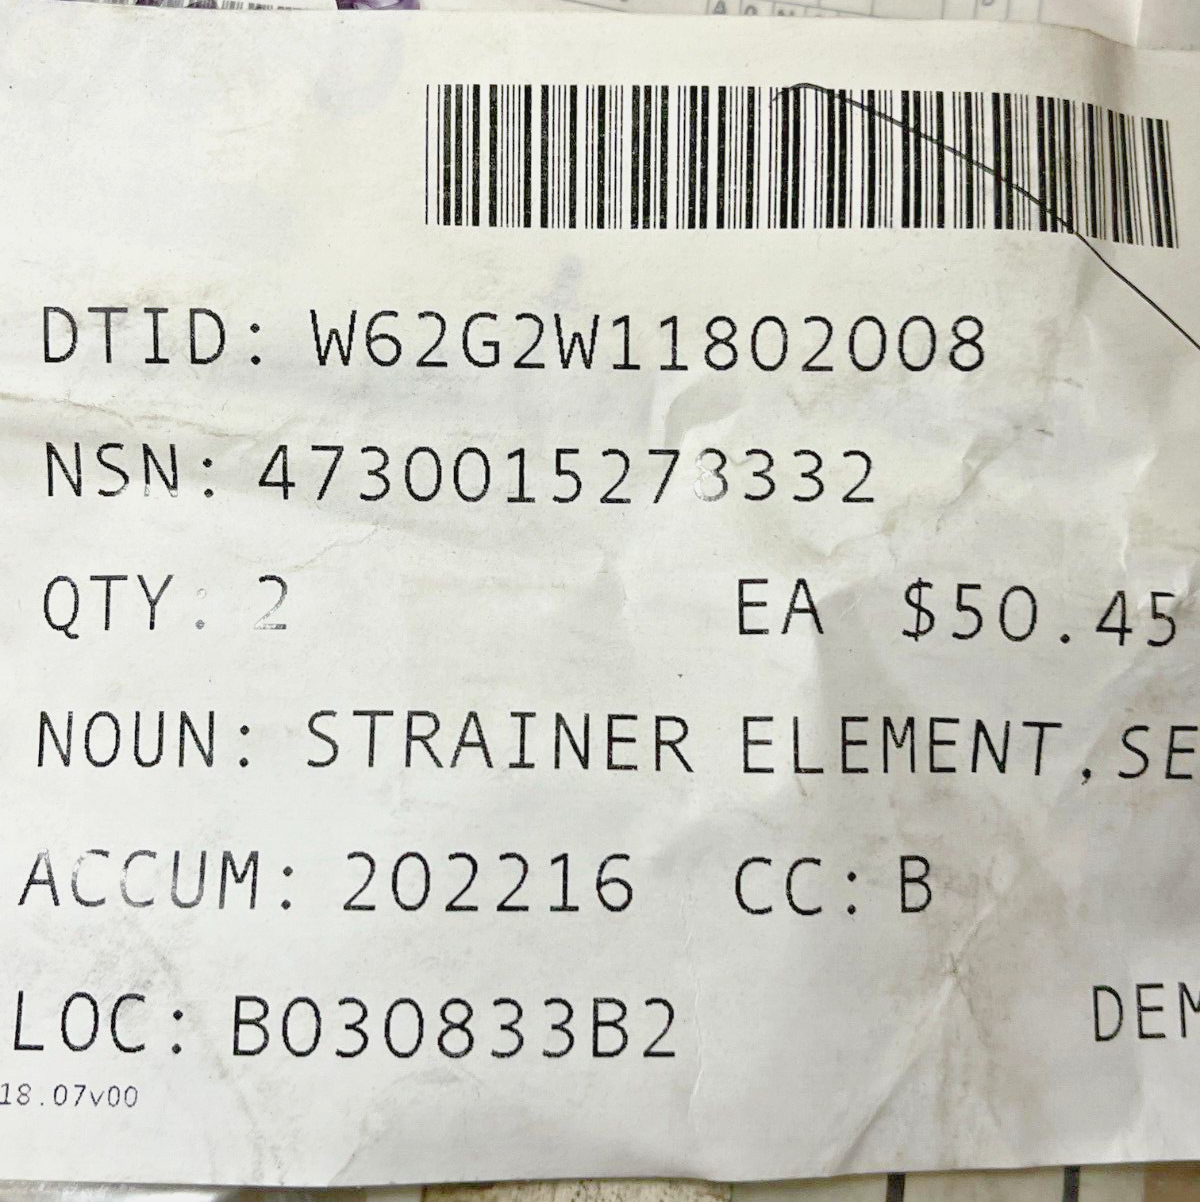 DTID: W62G2W11802008
NSN: 4730015278332
QTY: 2 EA $50.45
NOUN: STRAINER ELEMENT,SE
ACCUM: 202216 CC: B
LOC: B030833B2 DEM
18.07v00